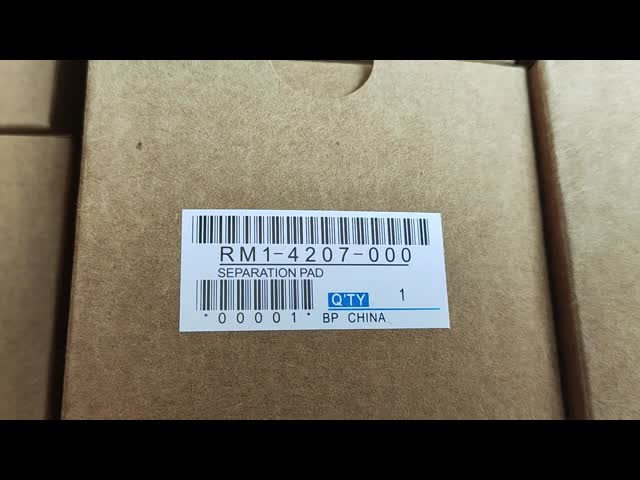 RM1-4207-000
SEPARATION PAD
Q'TY 1
*00001* BP CHINA